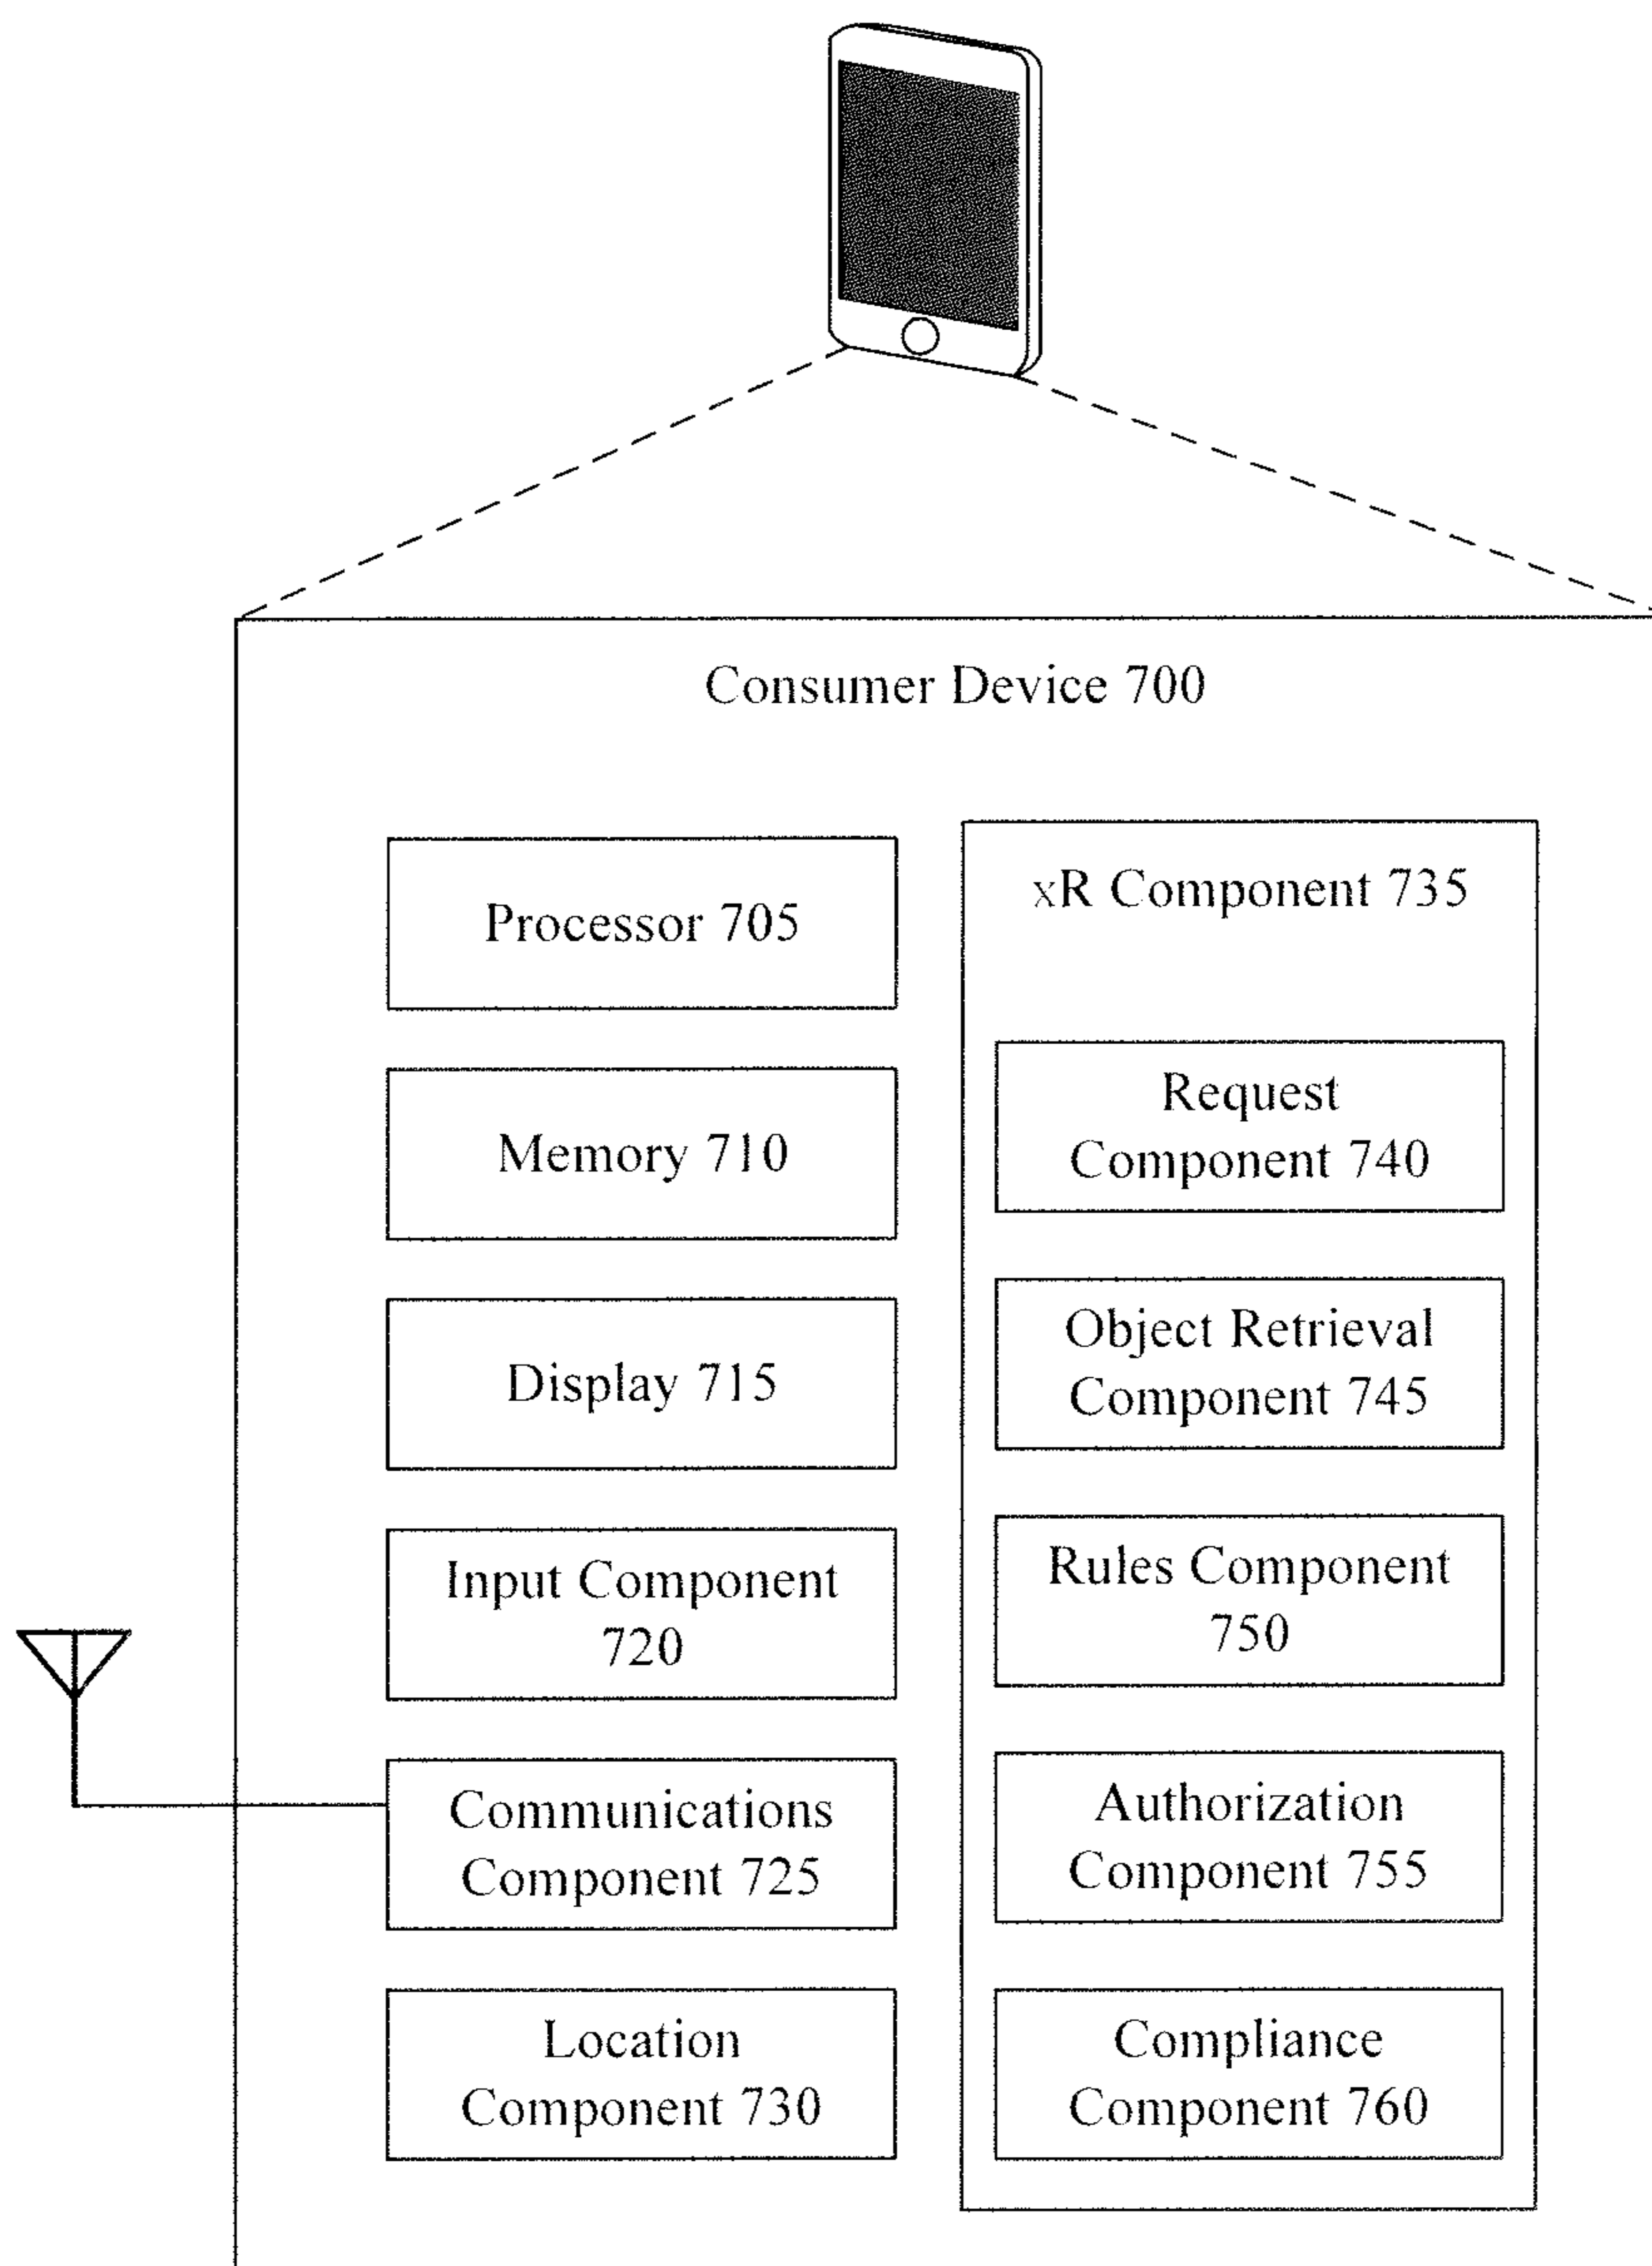 Consumer Device 700
Processor 705
Memory 710
Display 715
Input Component
720
Communications
Component 725
Location
Component 730
xR Component 735
Request
Component 740
Object Retrieval
Component 745
Rules Component
750
Authorization
Component 755
Compliance
Component 760